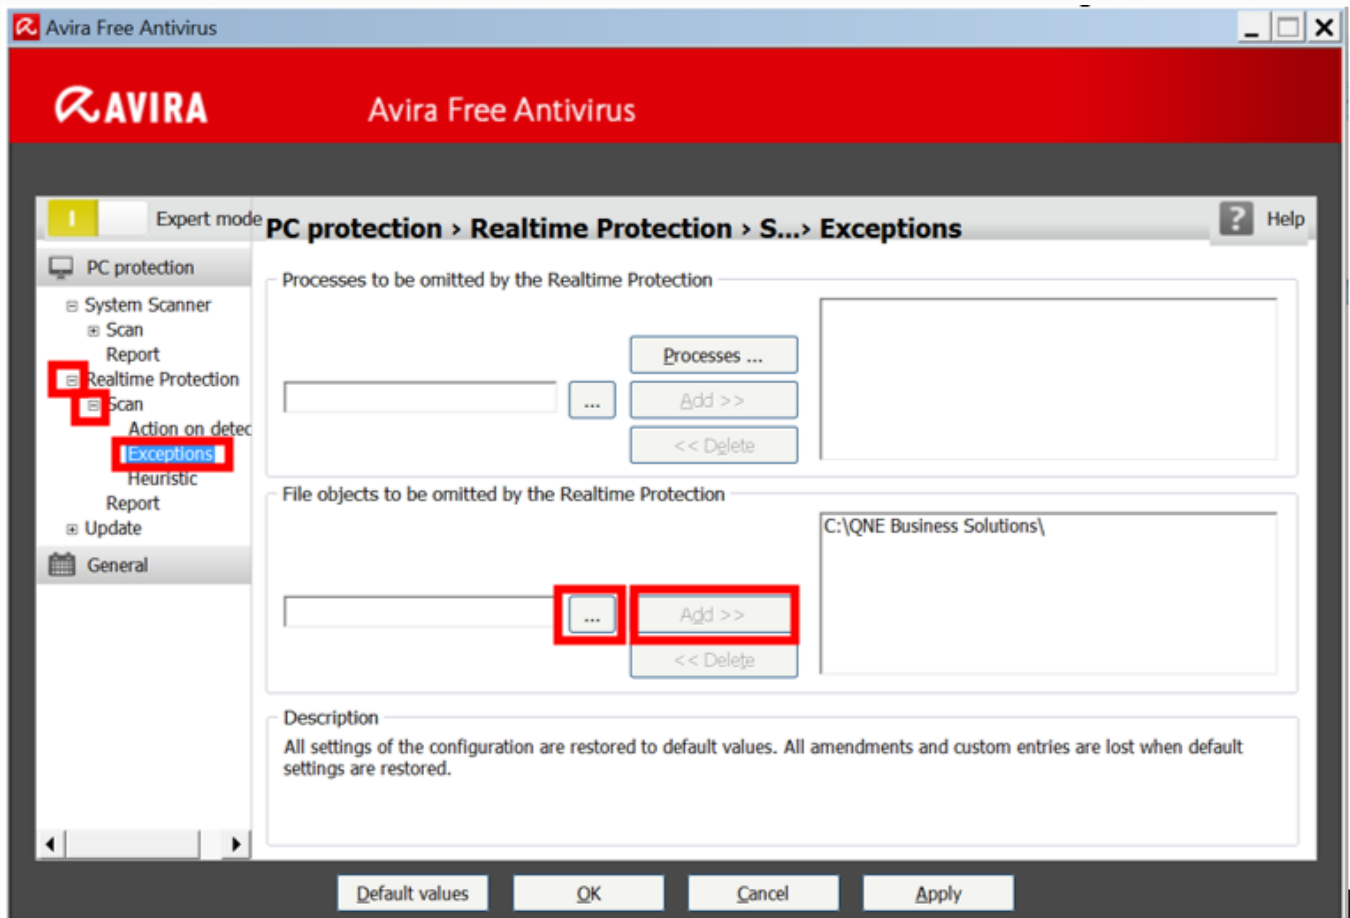 Avira Free Antivirus
AVIRA
Avira Free Antivirus
Expert mode
PC protection › Realtime Protection › S...› Exceptions
? Help
PC protection
System Scanner
Scan
Report
Realtime Protection
Scan
Action on detec
Exceptions
Heuristic
Report
Update
General
Processes to be omitted by the Realtime Protection
Processes ...
...
Add >>
<< Delete
File objects to be omitted by the Realtime Protection
C:\QNE Business Solutions\
...
Add >>
<< Delete
Description
All settings of the configuration are restored to default values. All amendments and custom entries are lost when default
settings are restored.
Default values
OK
Cancel
Apply